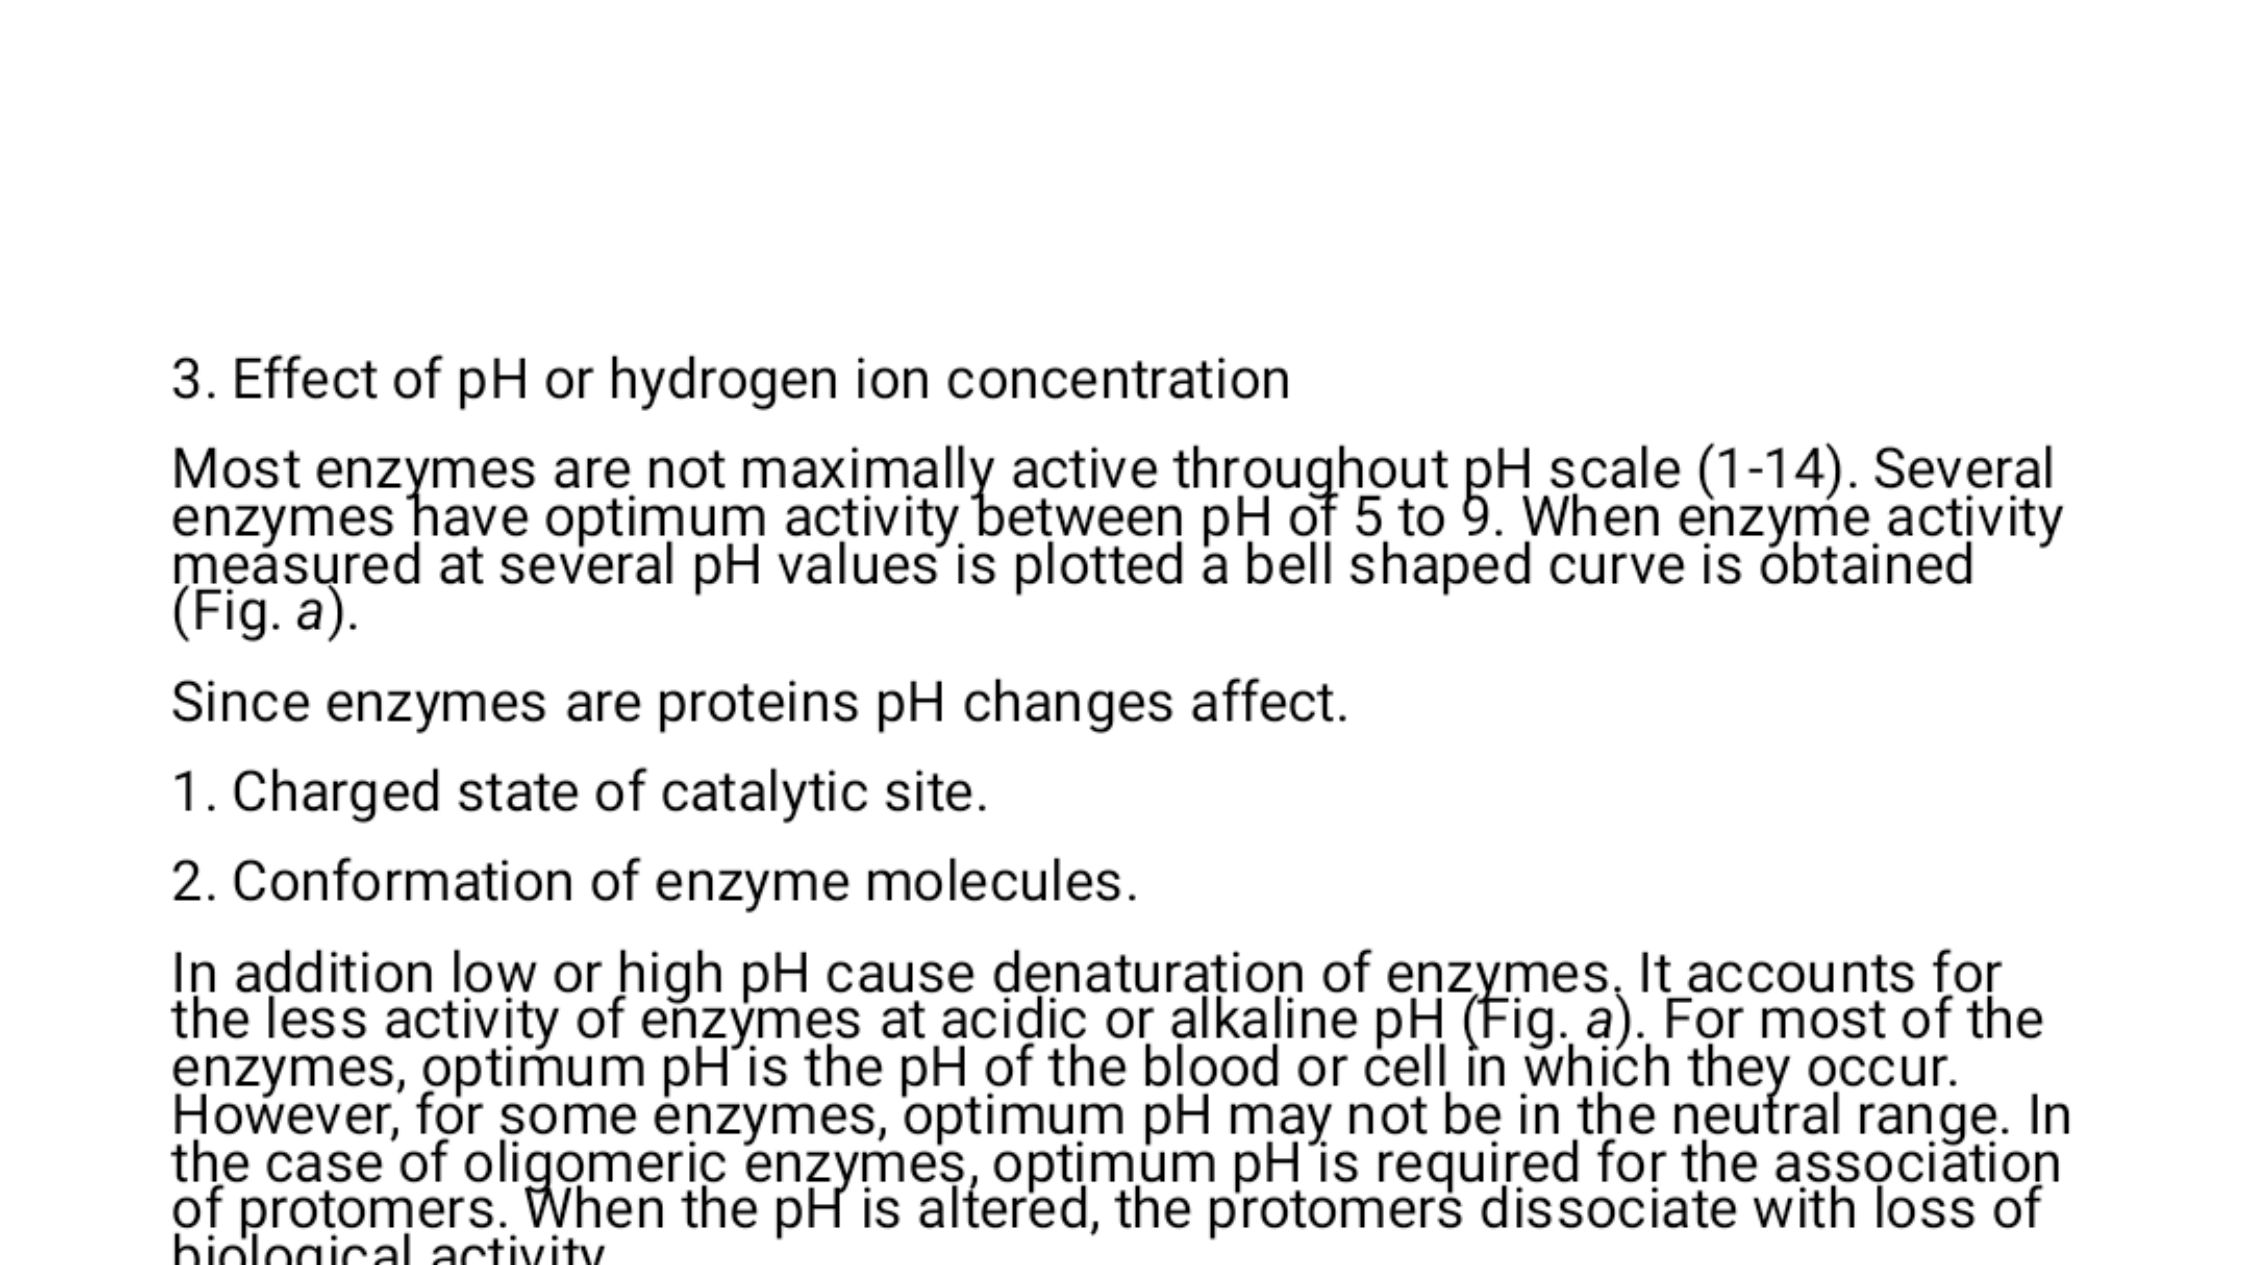 3. Effect of pH or hydrogen ion concentration
Most enzymes are not maximally active throughout pH scale (1-14). Several
enzymes have optimum activity between pH of 5 to 9. When enzyme activity
measured at several pH values is plotted a bell shaped curve is obtained
(Fig. a).
Since enzymes are proteins pH changes affect.
1. Charged state of catalytic site.
2. Conformation of enzyme molecules.
In addition low or high pH cause denaturation of enzymes. It accounts for
the less activity of enzymes at acidic or alkaline pH (Fig. a). For most of the
enzymes, optimum pH is the pH of the blood or cell in which they occur.
However, for some enzymes, optimum pH may not be in the neutral range. In
the case of oligomeric enzymes, optimum pH is required for the association
of protomers. When the pH is altered, the protomers dissociate with loss of
biological activity